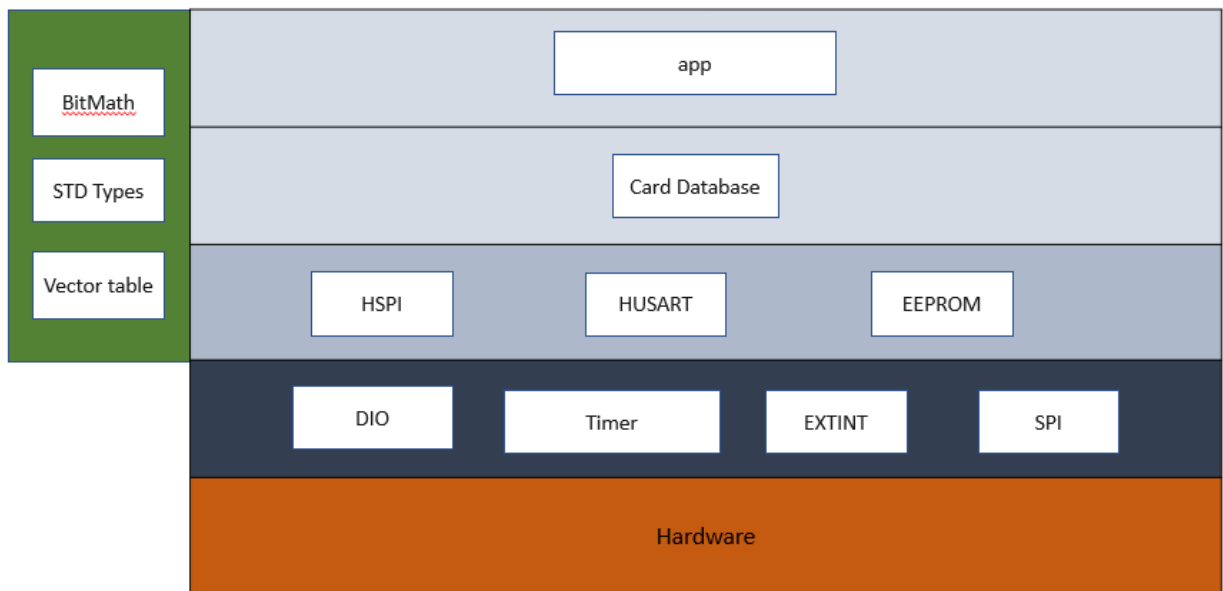 app
BitMath
STD Types
Card Database
Vector table
HSPI
HUSART
EEPROM
DIO
Timer
EXTINT
SPI
Hardware